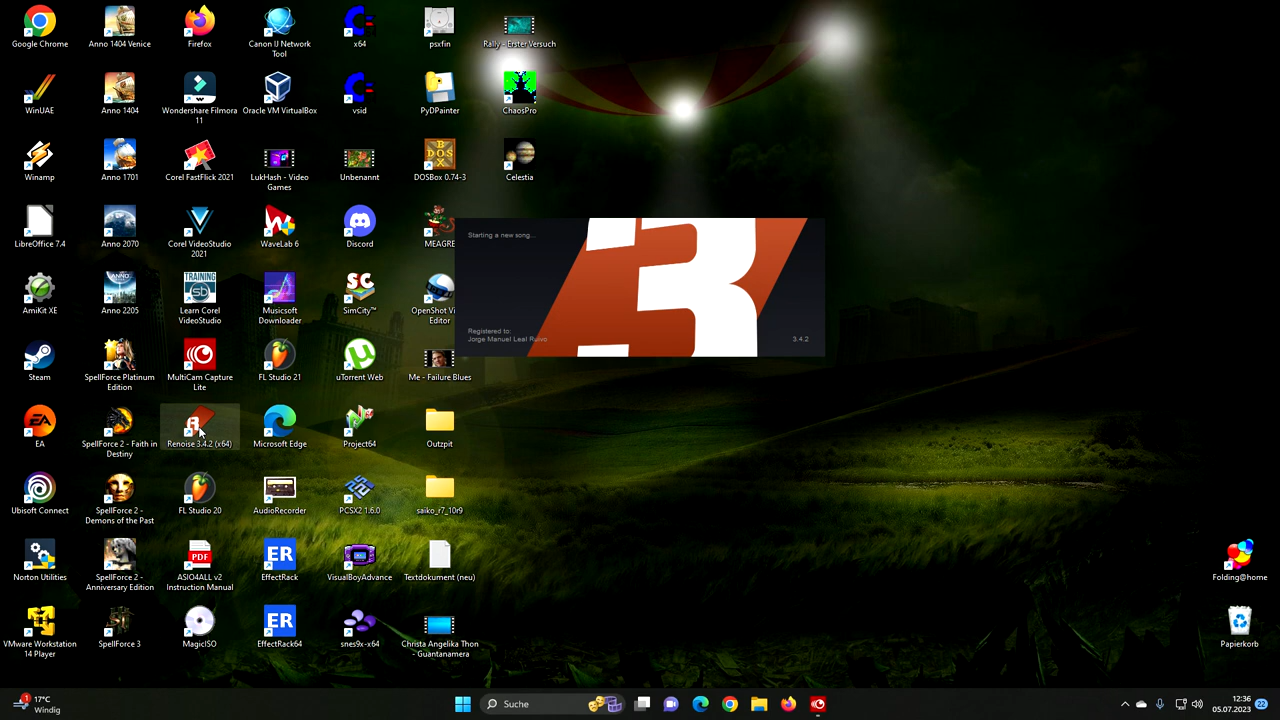 Google Chrome
Anno 1404 Venice
Firefox
Canon IJ Network
Tool
x64
psxfin
Rally - Erster Versuch
WinUAE
Anno 1404
Wondershare Filmora
11
Oracle VM VirtualBox
vsid
PyDPainter
ChaosPro
Winamp
Anno 1701
Corel FastFlick 2021
LukHash - Video
Games
Unbenannt
DOSBox 0.74-3
Celestia
LibreOffice 7.4
Anno 2070
Corel VideoStudio
2021
WaveLab 6
Discord
MEAGRE
Starting a new song...
AmiKit XE
Anno 2205
Learn Corel
VideoStudio
Musicsoft
Downloader
SimCity™
OpenShot Vi
Editor
Registered to:
Jorge Manuel Leal Ruivo
3.4.2
Steam
SpellForce Platinum
Edition
MultiCam Capture
Lite
FL Studio 21
uTorrent Web
Me - Failure Blues
EA
SpellForce 2 - Faith in
Destiny
Renoise 3.4.2 (x64)
Microsoft Edge
Project64
Outzpit
Ubisoft Connect
SpellForce 2 -
Demons of the Past
FL Studio 20
AudioRecorder
PCSX2 1.6.0
saiko_r7_10r9
Norton Utilities
SpellForce 2 -
Anniversary Edition
ASIO4ALL v2
Instruction Manual
EffectRack
VisualBoyAdvance
Textdokument (neu)
Folding@home
VMware Workstation
14 Player
SpellForce 3
MagicISO
EffectRack64
snes9x-x64
Christa Angelika Thon
- Guantanamera
Papierkorb
1
17°C
Windig
Suche
12:36
05.07.2023
22